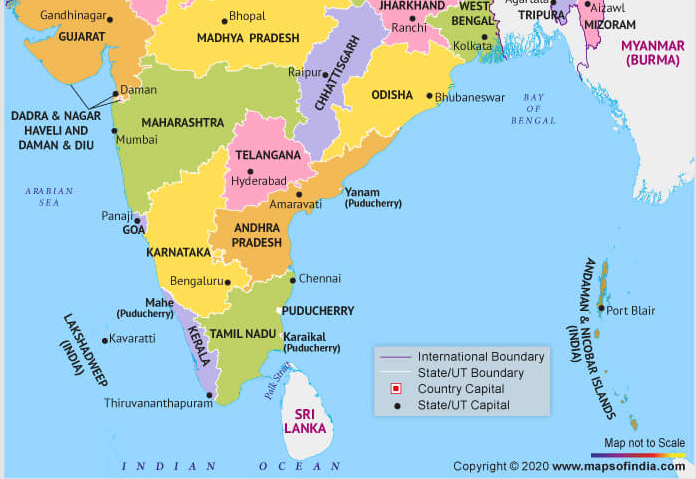 Agartala
Gandhinagar
GUJARAT
Bhopal
MADHYA PRADESH
JHARKHAND
Ranchi
WEST
BENGAL
Kolkata
TRIPURA
Aizawl
MIZORAM
MYANMAR
(BURMA)
Raipur
CHHATTISGARH
ODISHA
Bhubaneswar
BAY
OF
BENGAL
Daman
DADRA & NAGAR
HAVELI AND
DAMAN & DIU
Mumbai
MAHARASHTRA
TELANGANA
Hyderabad
ARABIAN
SEA
Yanam
(Puducherry)
Amaravati
Panaji
GOA
ANDHRA
PRADESH
KARNATAKA
Bengaluru
Chennai
Mahe
(Puducherry)
PUDUCHERRY
TAMIL NADU
Karaikal
(Puducherry)
KERALA
LAKSHADWEEP
(INDIA)
Kavaratti
Thiruvananthapuram
Palk Strait
SRI
LANKA
ANDAMAN & NICOBAR ISLANDS
(INDIA)
Port Blair
International Boundary
State/UT Boundary
Country Capital
State/UT Capital
Map not to Scale
INDIAN OCEAN
Copyright © 2020 www.mapsofindia.com